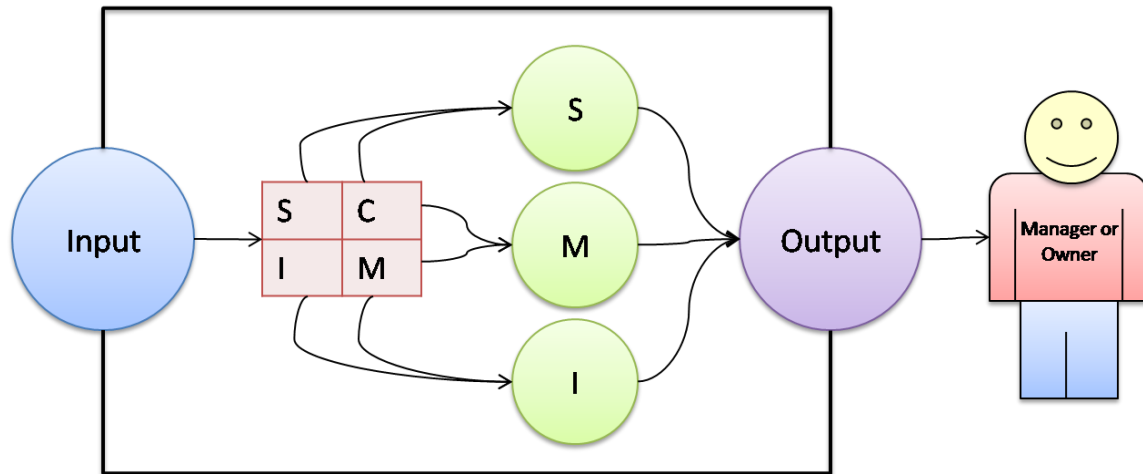 Input
S C
I M
S
M
I
Output
Manager or
Owner